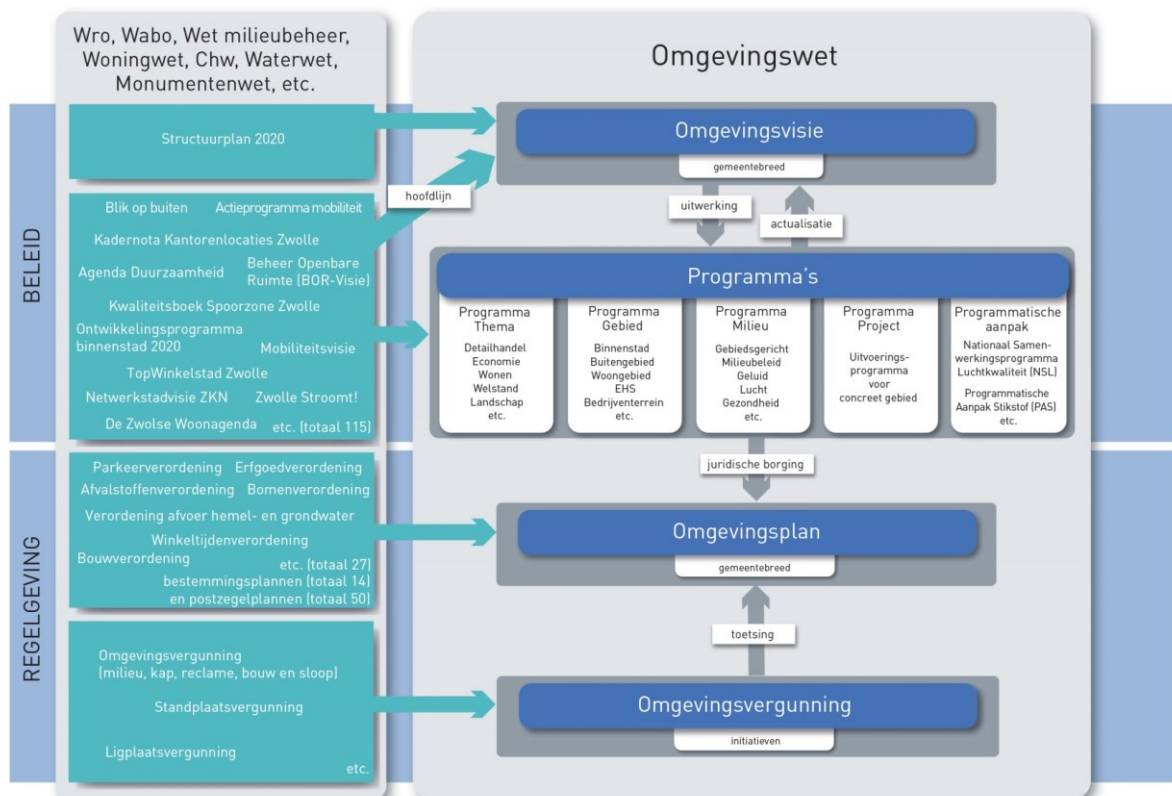 Wro, Wabo, Wet milieubeheer,
Woningwet, Chw, Waterwet,
Monumentenwet, etc.
Omgevingswet
BELEID
REGELGEVING
Structuurplan 2020
Blik op buiten
Actieprogramma mobiliteit
Kadernota Kantorenlocaties Zwolle
Agenda Duurzaamheid
Beheer Openbare
Ruimte (BOR-Visie)
Kwaliteitsboek Spoorzone Zwolle
Ontwikkelingsprogramma
binnenstad 2020
Mobiliteitsvisie
TopWinkelstad Zwolle
Netwerkstadvisie ZKN
Zwolle Stroomt!
De Zwolse Woonagenda
etc. (totaal 115)
Parkeerverordening
Erfgoedverordening
Afvalstoffenverordening
Bomenverordening
Verordening afvoer hemel- en grondwater
Winkeltijdenverordening
Bouwverordening
etc. (totaal 27)
bestemmingsplannen (totaal 14)
en postzegelplannen (totaal 50)
Omgevingsvergunning
(milieu, kap, reclame, bouw en sloop)
Standplaatsvergunning
Ligplaatsvergunning
etc.
hoofdlijn
Omgevingsvisie
gemeentebreed
uitwerking
actualisatie
Programma's
Programma
Thema
Detailhandel
Economie
Wonen
Welstand
Landschap
etc.
Programma
Gebied
Binnenstad
Buitengebied
Woongebied
EHS
Bedrijventerrein
etc.
Programma
Milieu
Gebiedsgericht
Milieubeleid
Geluid
Lucht
Gezondheid
etc.
Programma
Project
Uitvoerings-
programma
voor
concreet gebied
Programmatische
aanpak
Nationaal Samen-
werkingsprogramma
Luchtkwaliteit (NSL)
Programmatische
Aanpak Stikstof (PAS)
etc.
juridische borging
Omgevingsplan
gemeentebreed
toetsing
Omgevingsvergunning
initiatieven